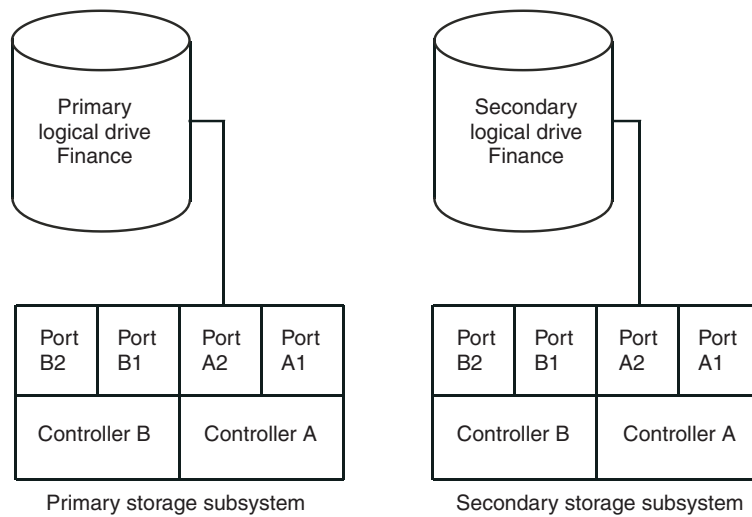 Primary
logical drive
Finance
Secondary
logical drive
Finance
Port
B2
Port
B1
Port
A2
Port
A1
Controller B
Controller A
Primary storage subsystem
Port
B2
Port
B1
Port
A2
Port
A1
Controller B
Controller A
Secondary storage subsystem